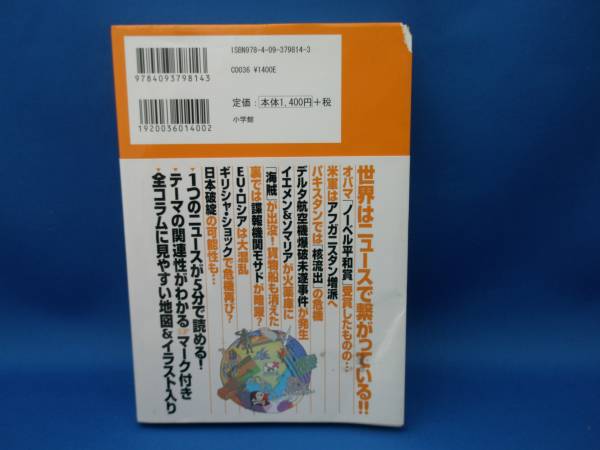 ISBN978-4-09-379814-3
C0036 ¥1400E
定価：本体1,400円＋税
小学館
9784093798143
1920036014002
世界はニュースで繋がっている!!
オバマ「ノーベル平和賞」受賞したものの…
米軍はアフガニスタン増派へ
パキスタンでは「核流出」の危機
デルタ航空機爆破未遂事件が発生
イエメン&ソマリアが火薬庫に
「海賊」が出没！貨物船も消えた
裏では諜報機関モサドが暗躍？
EU・ロシアは大混乱
ギリシャ・ショックで危機再び？
日本破綻の可能性も…
1つのニュースが5分で読める！
テーマの関連性がわかるマーク付き
全コラムに見やすい地図&イラスト入り